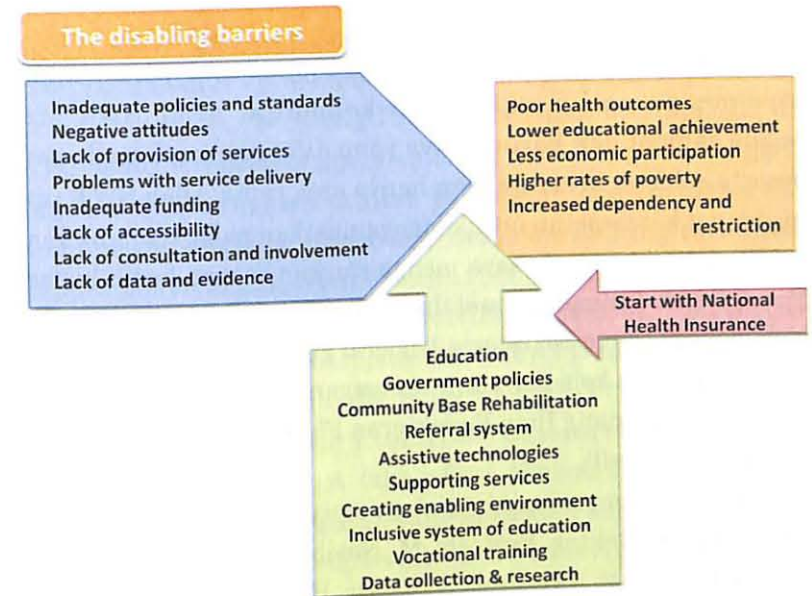 The disabling barriers
Inadequate policies and standards
Negative attitudes
Lack of provision of services
Problems with service delivery
Inadequate funding
Lack of accessibility
Lack of consultation and involvement
Lack of data and evidence
Poor health outcomes
Lower educational achievement
Less economic participation
Higher rates of poverty
Increased dependency and
restriction
Start with National
Health Insurance
Education
Government policies
Community Base Rehabilitation
Referral system
Assistive technologies
Supporting services
Creating enabling environment
Inclusive system of education
Vocational training
Data collection & research